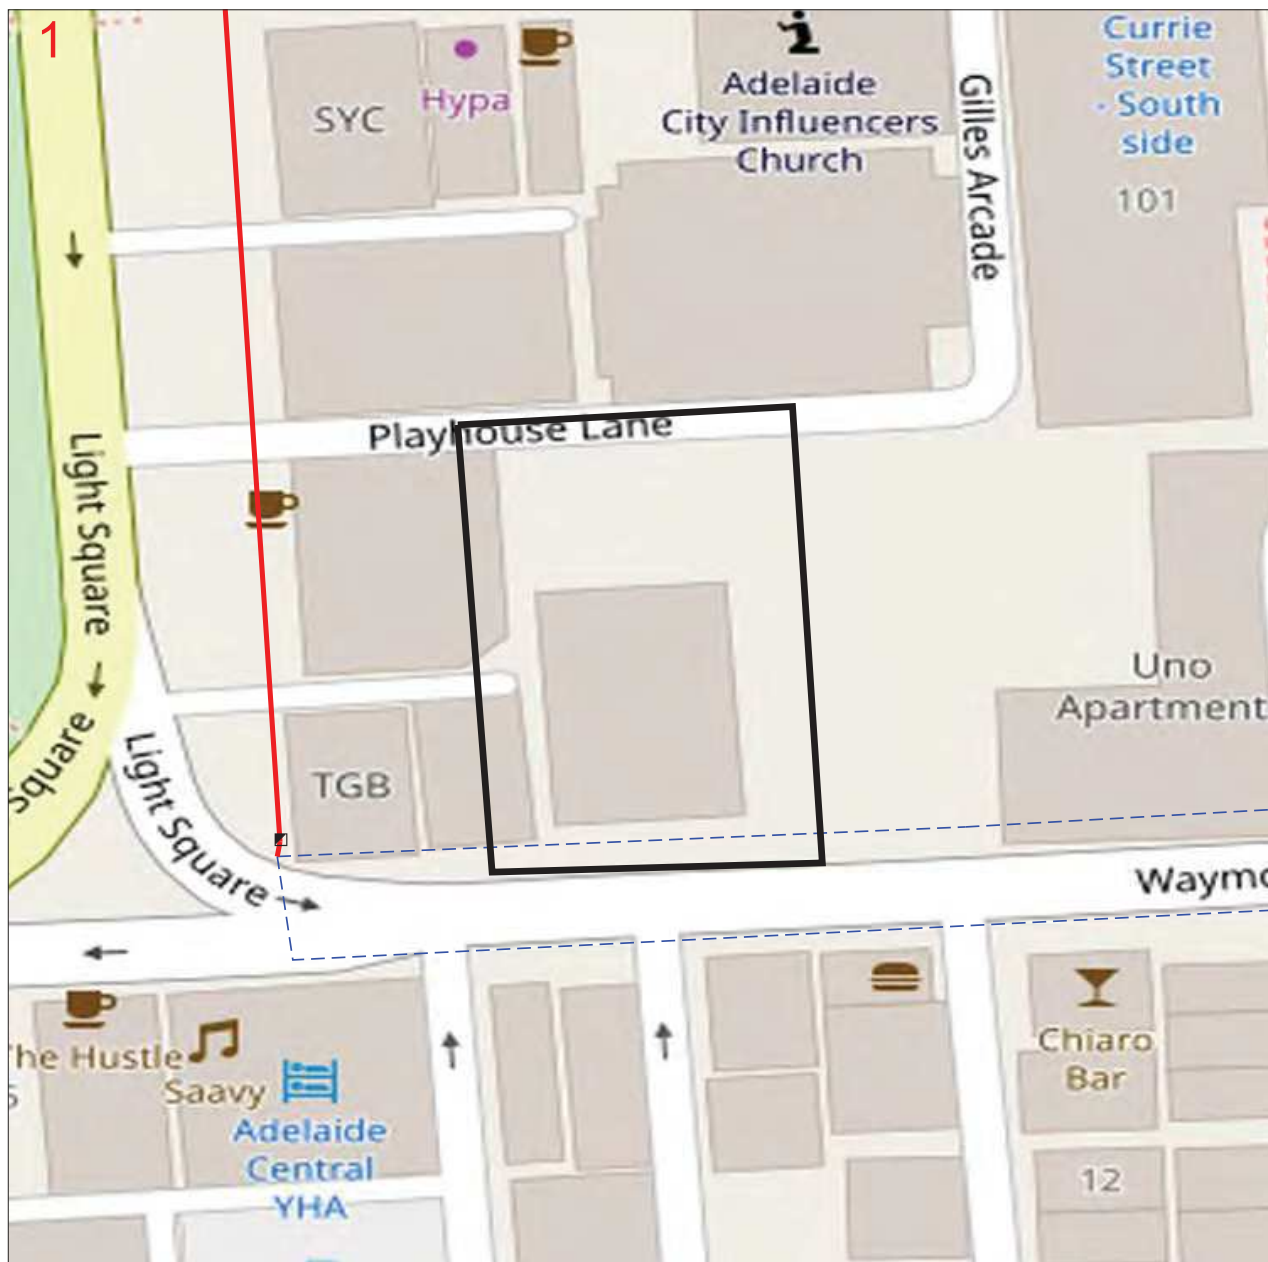 1
SYC
Hypa
Adelaide
City Influencers
Church
Gilles Arcade
Currie
Street
- South
side
101
Playhouse Lane
Light Square
Square
Light Square
TGB
Uno
Apartment
Waymo
he Hustle
Saavy
Adelaide
Central
YHA
Chiaro
Bar
12